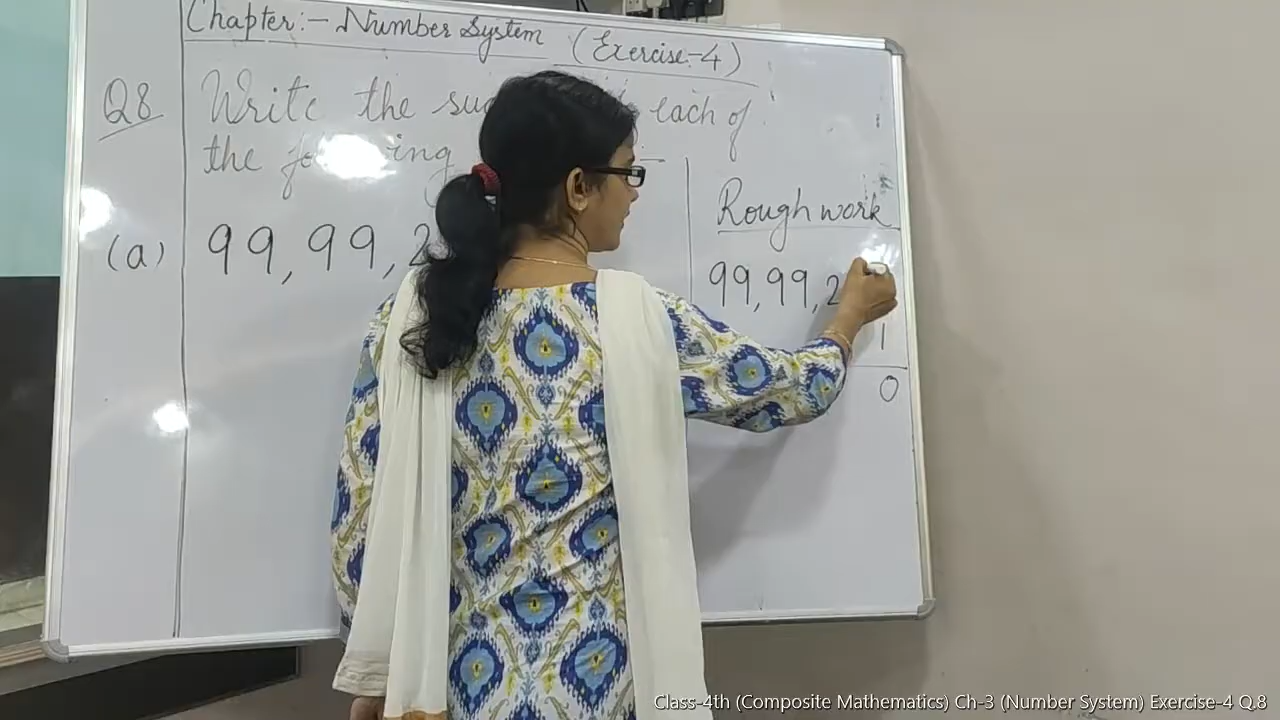 Chapter:- Number System (Exercise-4)
Q8 Write the each of
the
(a) 99,99,2
Rough work
99,99,2
1
0
Class-4th (Composite Mathematics) Ch-3 (Number System) Exercise-4 Q.8